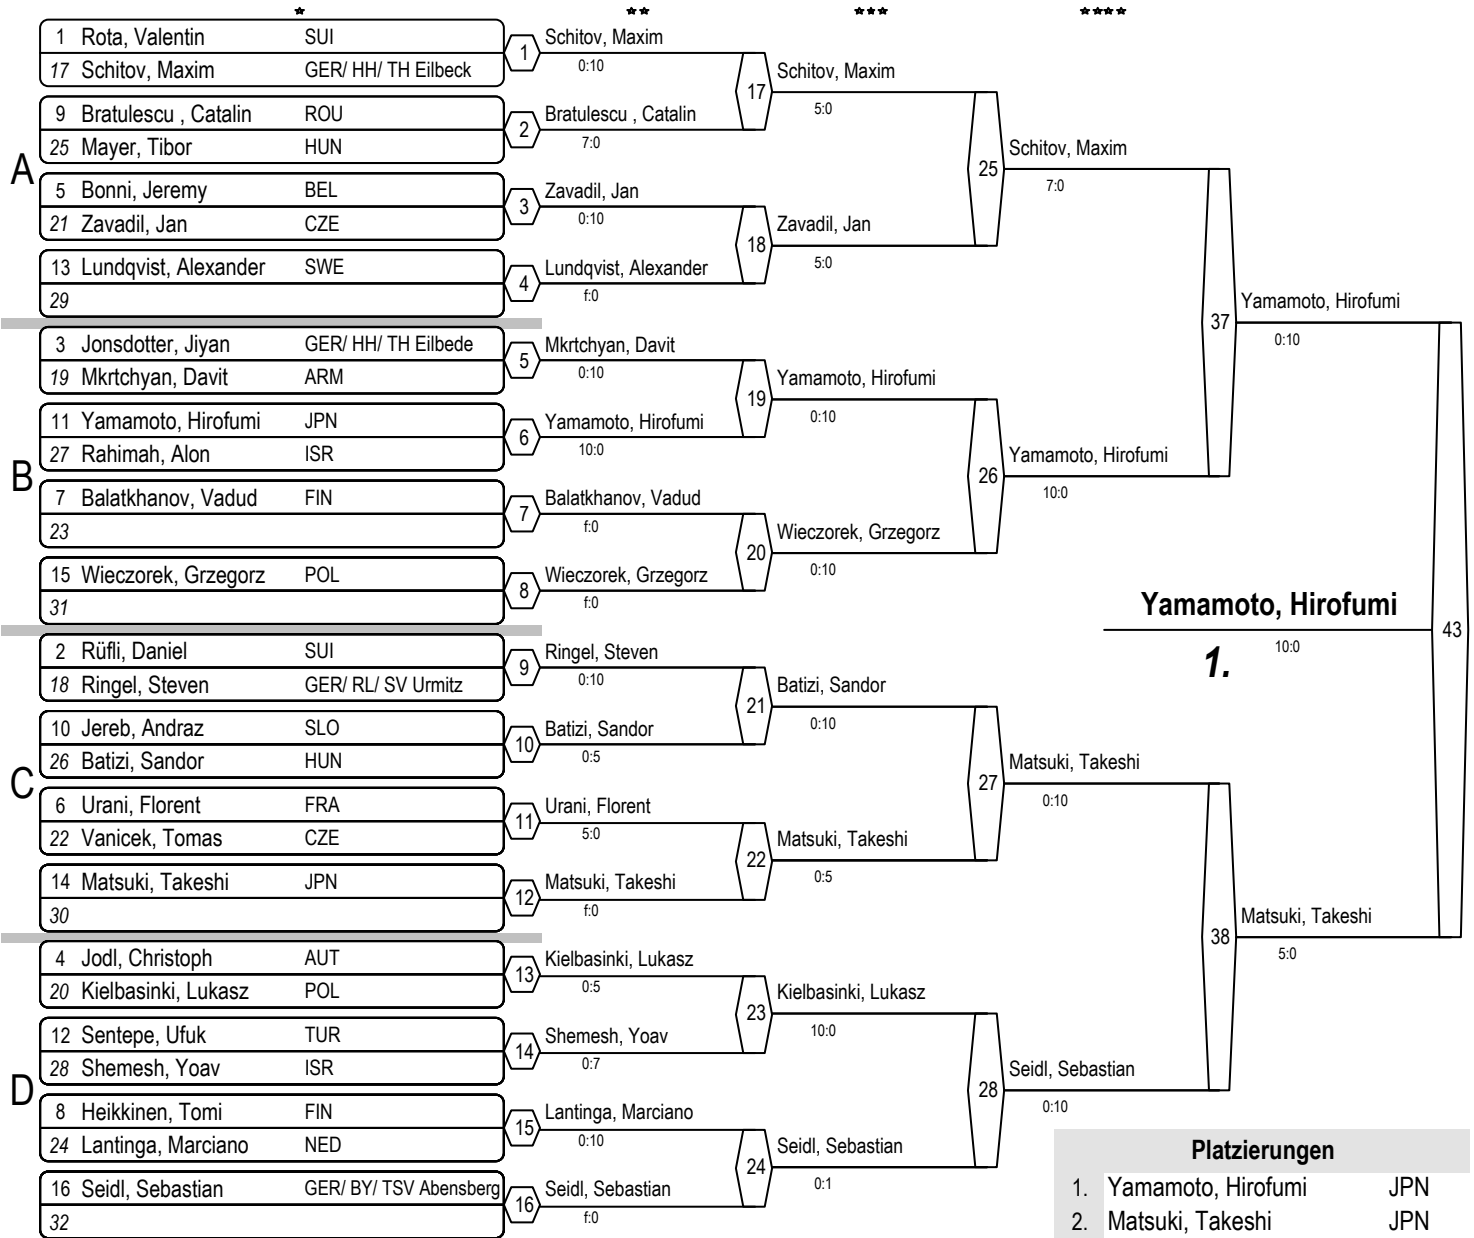 1 Rota, Valentin SUI
17 Schitov, Maxim GER/ HH/ TH Eilbeck
9 Bratulescu , Catalin ROU
25 Mayer, Tibor HUN
A
5 Bonni, Jeremy BEL
21 Zavadil, Jan CZE
13 Lundqvist, Alexander SWE
29
3 Jonsdotter, Jiyan GER/ HH/ TH Eilbede
19 Mkrtchyan, Davit ARM
11 Yamamoto, Hirofumi JPN
27 Rahimah, Alon ISR
B
7 Balatkhanov, Vadud FIN
23
15 Wieczorek, Grzegorz POL
31
2 Rüfli, Daniel SUI
18 Ringel, Steven GER/ RL/ SV Urmitz
10 Jereb, Andraz SLO
26 Batizi, Sandor HUN
C
6 Urani, Florent FRA
22 Vanicek, Tomas CZE
14 Matsuki, Takeshi JPN
30
4 Jodl, Christoph AUT
20 Kielbasinki, Lukasz POL
12 Sentepe, Ufuk TUR
28 Shemesh, Yoav ISR
D
8 Heikkinen, Tomi FIN
24 Lantinga, Marciano NED
16 Seidl, Sebastian GER/ BY/ TSV Abensberg
32
1 Schitov, Maxim
0:10
2 Bratulescu , Catalin
7:0
3 Zavadil, Jan
0:10
4 Lundqvist, Alexander
f:0
5 Mkrtchyan, Davit
0:10
6 Yamamoto, Hirofumi
10:0
7 Balatkhanov, Vadud
f:0
8 Wieczorek, Grzegorz
f:0
9 Ringel, Steven
0:10
10 Batizi, Sandor
0:5
11 Urani, Florent
5:0
12 Matsuki, Takeshi
f:0
13 Kielbasinki, Lukasz
0:5
14 Shemesh, Yoav
0:7
15 Lantinga, Marciano
0:10
16 Seidl, Sebastian
f:0
17 Schitov, Maxim
5:0
18 Zavadil, Jan
5:0
19 Yamamoto, Hirofumi
0:10
20 Wieczorek, Grzegorz
0:10
21 Batizi, Sandor
0:10
22 Matsuki, Takeshi
0:5
23 Kielbasinki, Lukasz
10:0
24 Seidl, Sebastian
0:1
25 Schitov, Maxim
7:0
26 Yamamoto, Hirofumi
10:0
27 Matsuki, Takeshi
0:10
28 Seidl, Sebastian
0:10
37 Yamamoto, Hirofumi
0:10
38 Matsuki, Takeshi
5:0
Yamamoto, Hirofumi 43
1. 10:0
Platzierungen
1. Yamamoto, Hirofumi JPN
2. Matsuki, Takeshi JPN